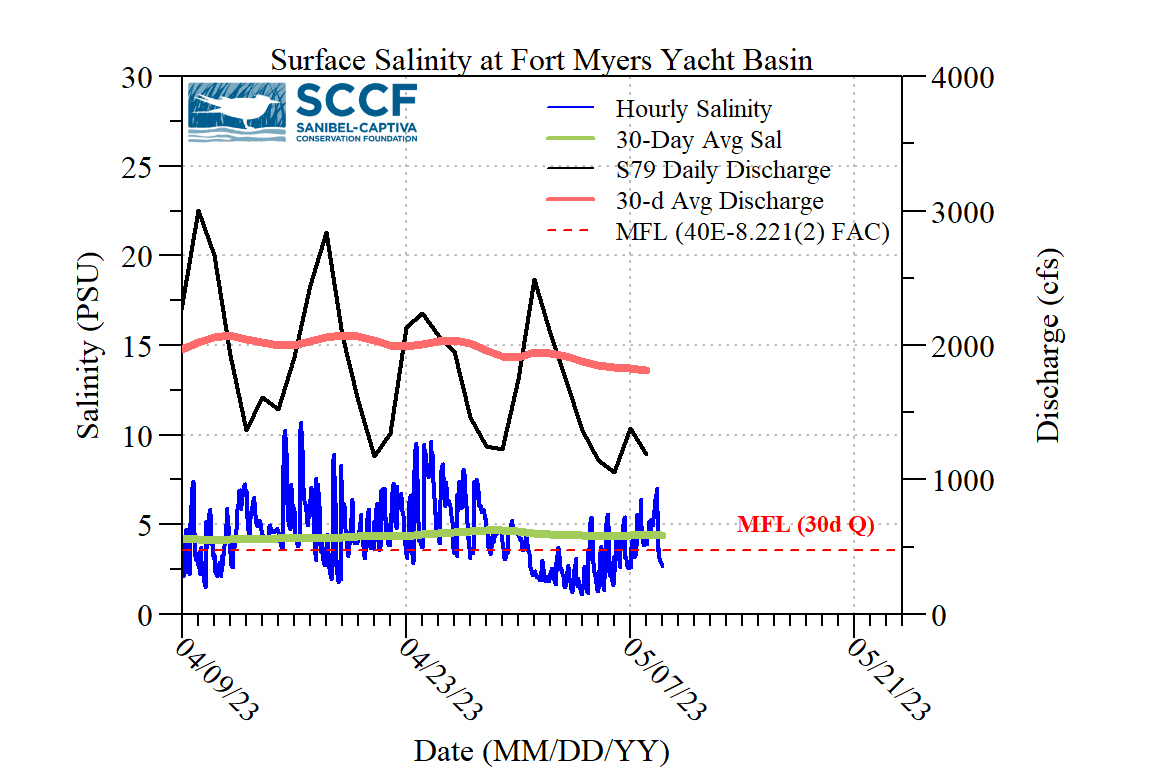 Surface Salinity at Fort Myers Yacht Basin
SCCF
SANIBEL-CAPTIVA
CONSERVATION FOUNDATION
Hourly Salinity
30-Day Avg Sal
S79 Daily Discharge
30-d Avg Discharge
MFL (40E-8.221(2) FAC)
MFL (30d Q)
Salinity (PSU)
30
25
20
15
10
5
0
Discharge (cfs)
4000
3000
2000
1000
0
04/09/23
04/23/23
05/07/23
05/21/23
Date (MM/DD/YY)